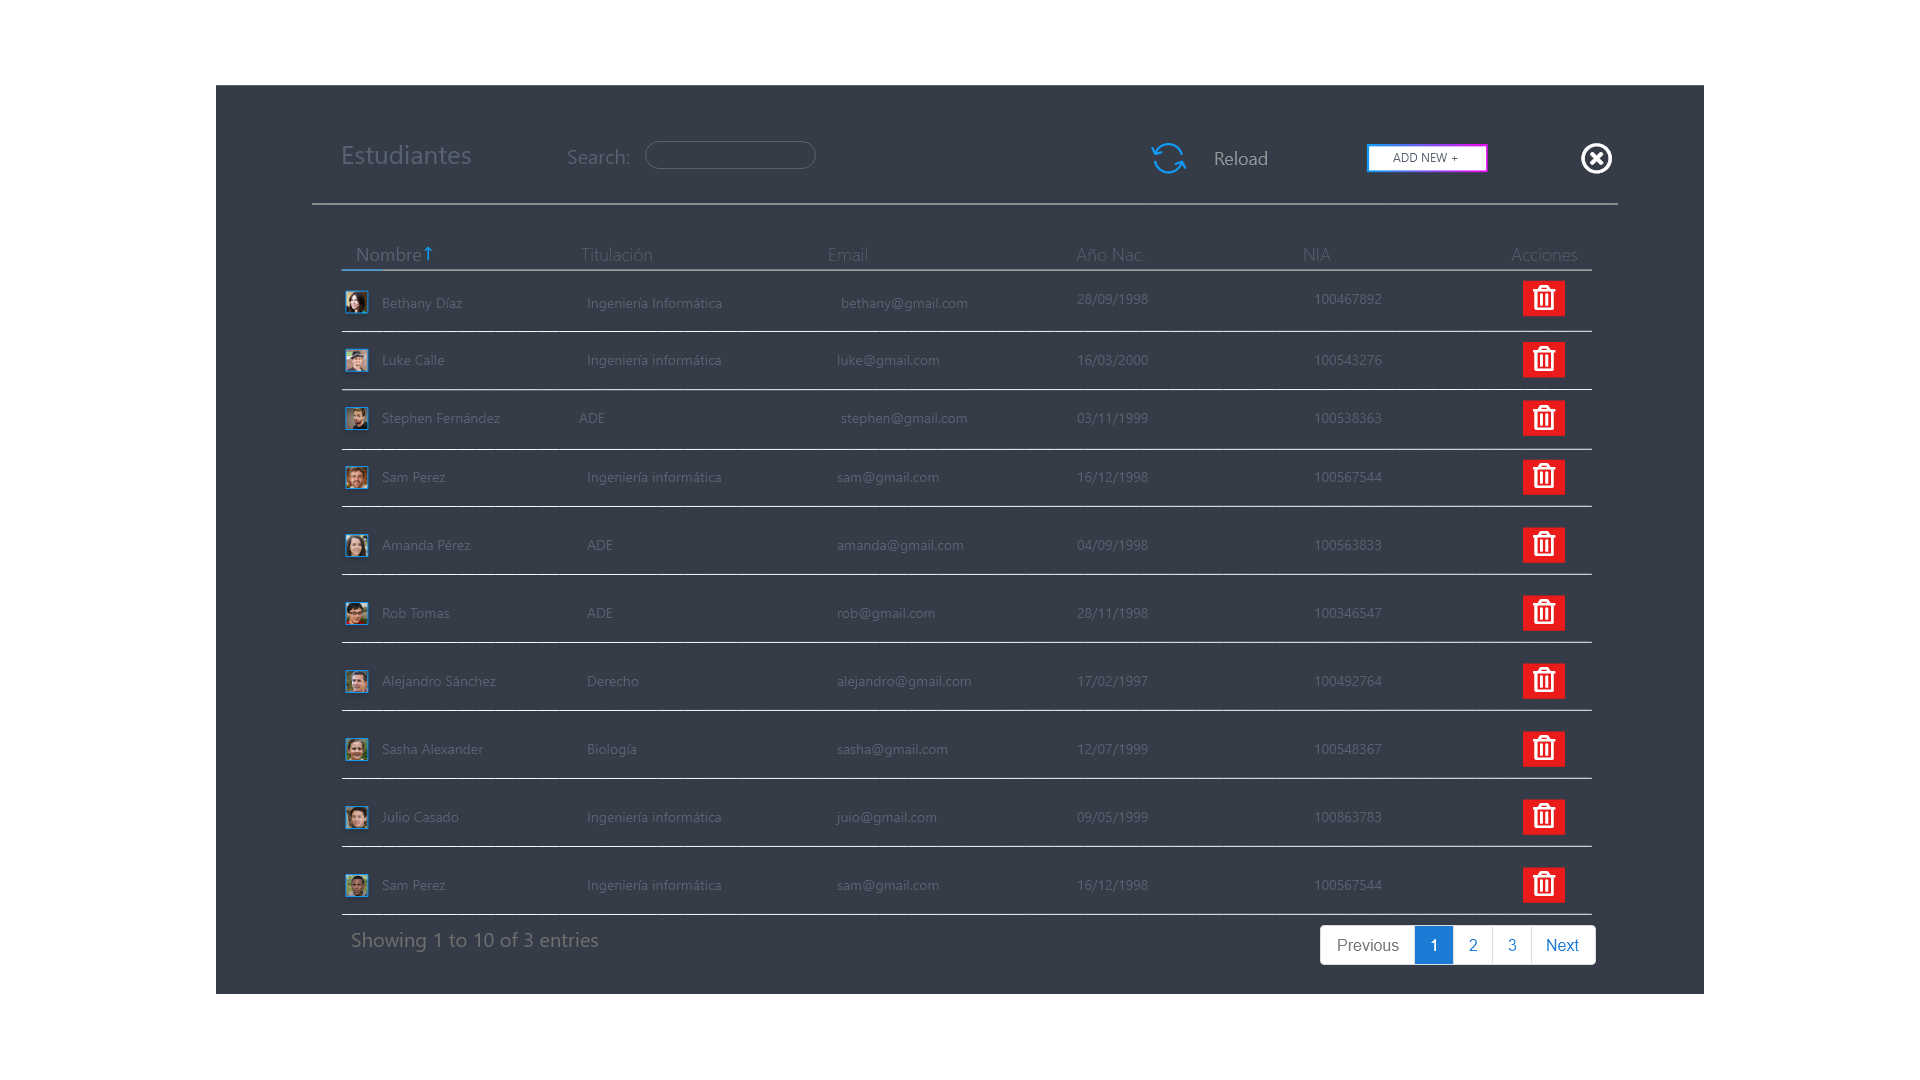 Estudiantes Search: Reload ADD NEW +
Nombre Titulación Email Año Nac. NIA Acciones
Bethany Díaz Ingeniería Informática bethany@gmail.com 28/09/1998 100467892
Luke Calle Ingeniería informática luke@gmail.com 16/03/2000 100543276
Stephen Fernández ADE stephen@gmail.com 03/11/1999 100538363
Sam Perez Ingeniería informática sam@gmail.com 16/12/1998 100567544
Amanda Pérez ADE amanda@gmail.com 04/09/1998 100563833
Rob Tomas ADE rob@gmail.com 28/11/1998 100346547
Alejandro Sánchez Derecho alejandro@gmail.com 17/02/1997 100492764
Sasha Alexander Biología sasha@gmail.com 12/07/1999 100548367
Julio Casado Ingeniería informática juio@gmail.com 09/05/1999 100863783
Sam Perez Ingeniería informática sam@gmail.com 16/12/1998 100567544
Showing 1 to 10 of 3 entries Previous 1 2 3 Next